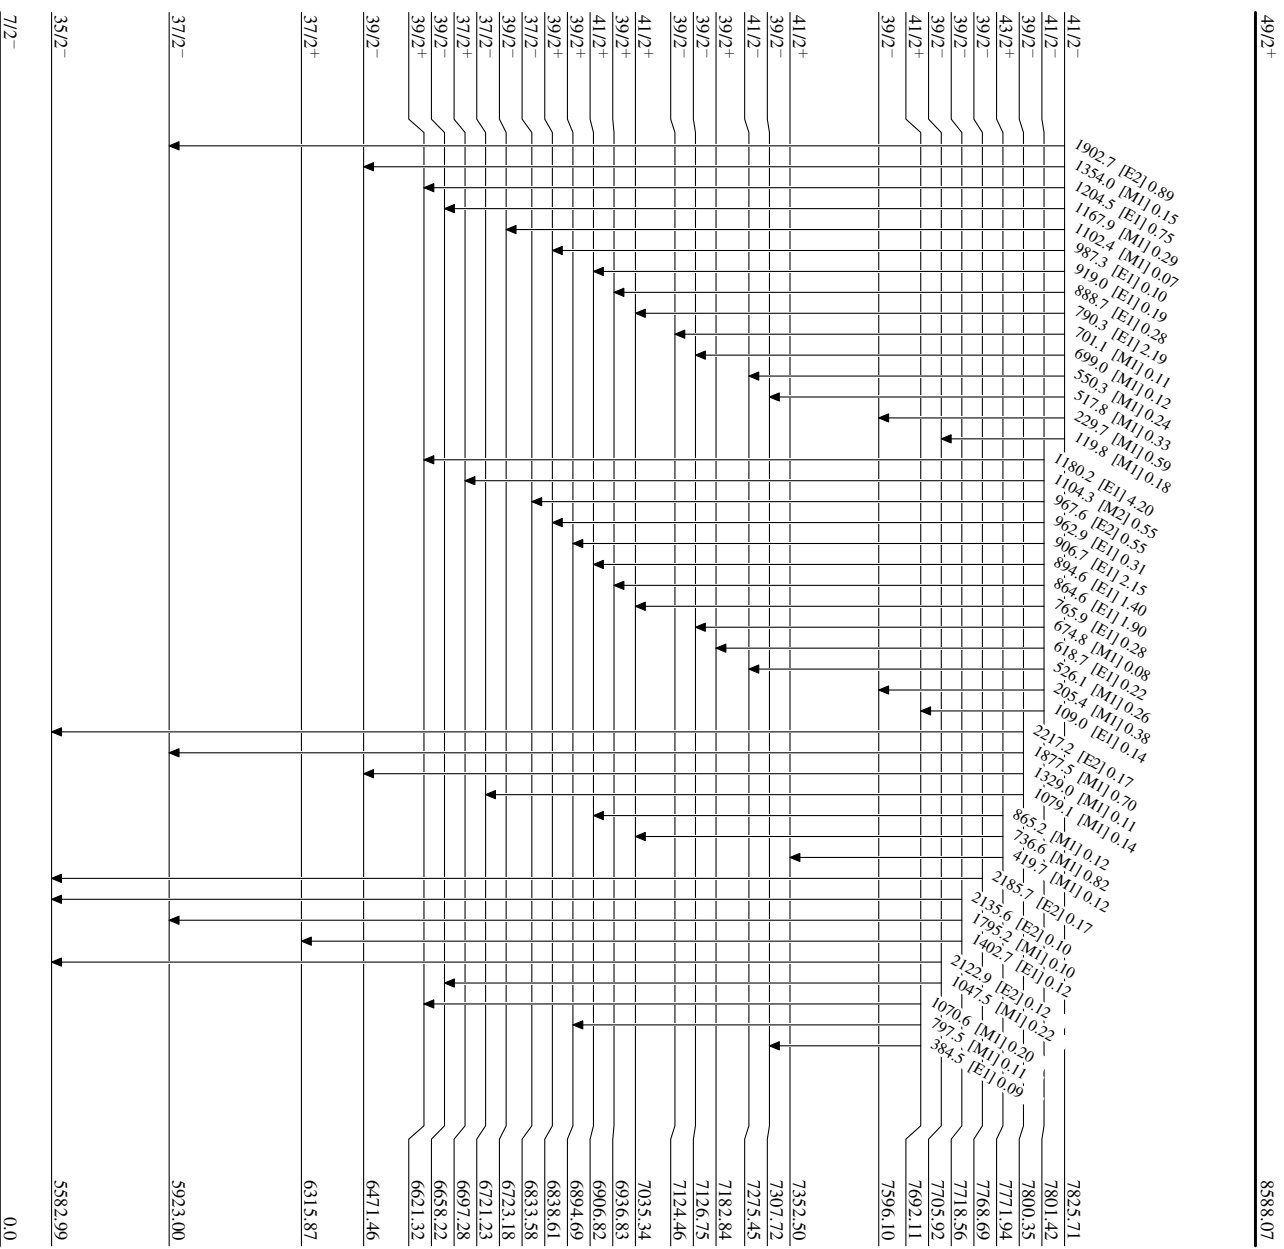 49/2+ 8588.07
41/2− 7825.71
41/2− 7801.42
39/2− 7800.35
43/2+ 7771.94
39/2− 7768.69
39/2− 7718.56
39/2− 7705.92
41/2+ 7692.11
39/2− 7596.10
41/2+ 7352.50
39/2− 7307.72
41/2− 7275.45
39/2+ 7182.84
39/2− 7126.75
39/2− 7124.46
41/2+ 7035.34
39/2+ 6936.83
41/2+ 6906.82
39/2+ 6894.69
39/2+ 6838.61
37/2− 6833.58
39/2− 6723.18
37/2− 6721.23
37/2+ 6697.28
39/2− 6658.22
39/2+ 6621.32
39/2− 6471.46
37/2+ 6315.87
37/2− 5923.00
35/2− 5582.99
7/2− 0.0
1902.7 [E2] 0.89
1354.0 [M1] 0.15
1204.5 [E1] 0.75
1167.9 [M1] 0.29
1102.4 [M1] 0.07
987.3 [E1] 0.10
919.0 [E1] 0.19
888.7 [E1] 0.28
790.3 [E1] 2.19
701.1 [M1] 0.11
699.0 [M1] 0.12
550.3 [M1] 0.24
517.8 [M1] 0.33
229.7 [M1] 0.59
119.8 [M1] 0.18
1180.2 [E1] 4.20
1104.3 [M2] 0.55
967.6 [E2] 0.55
962.9 [E1] 0.31
906.7 [E1] 2.15
894.6 [E1] 1.40
864.6 [E1] 1.90
765.9 [E1] 0.28
674.8 [M1] 0.08
618.7 [E1] 0.22
526.1 [M1] 0.26
205.4 [M1] 0.38
109.0 [E1] 0.14
2217.2 [E2] 0.17
1877.5 [M1] 0.70
1329.0 [M1] 0.11
1079.1 [M1] 0.14
865.2 [M1] 0.12
736.6 [M1] 0.82
419.7 [M1] 0.12
2185.7 [E2] 0.17
2135.6 [E2] 0.10
1795.2 [M1] 0.10
1402.7 [E1] 0.12
2122.9 [E2] 0.12
1047.5 [M1] 0.22
1070.6 [M1] 0.20
797.5 [M1] 0.11
384.5 [E1] 0.09